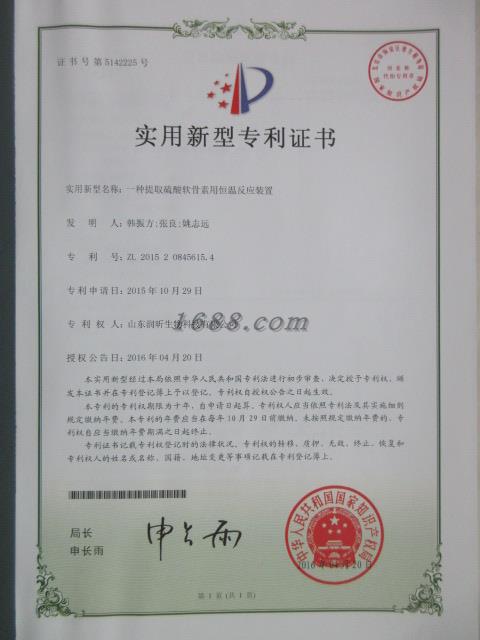 证书号第5142225号
实用新型专利证书
实用新型名称：一种提取硫酸软骨素用恒温反应装置
发明人：韩振方;张良;姚志远
专利号：ZL 2015 2 0845615.4
专利申请日：2015年10月29日
专利权人：山东润昕生物科技有限公司
1688.com
授权公告日：2016年04月20日
本实用新型经过本局依照中华人民共和国专利法进行初步审查，决定授予专利权，颁
发本证书并在专利登记簿上予以登记。专利权自授权公告之日起生效。
本专利的专利权期限为十年，自申请日起算。专利权人应当依照专利法及其实施细则
规定缴纳年费。本专利的年费应当在每年10月29日前缴纳。未按照规定缴纳年费的，专利
权自应当缴纳年费期满之日起终止。
专利证书记载专利权登记时的法律状况。专利权的转移、质押、无效、终止、恢复和
专利权人的姓名或名称、国籍、地址变更等事项记载在专利登记簿上。
局长
申长雨
申长雨
中华人民共和国国家知识产权局
2016年04月20日
第1页（共1页）